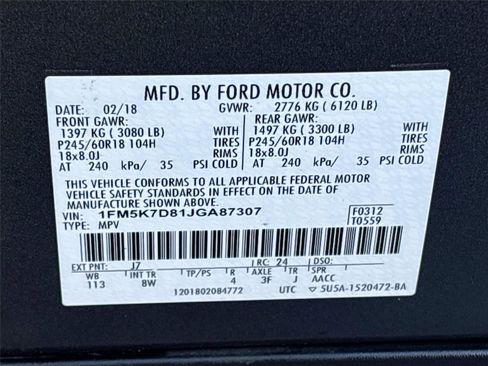 MFD. BY FORD MOTOR CO.
DATE: 02/18 GVWR: 2776 KG ( 6120 LB)
FRONT GAWR: REAR GAWR:
1397 KG ( 3080 LB) WITH 1497 KG ( 3300 LB) WITH
P245/60R18 104H TIRES P245/60R18 104H TIRES
18x8.0J RIMS 18x8.0J RIMS
AT 240 kPa/ 35 PSI COLD AT 240 kPa/ 35 PSI COLD
THIS VEHICLE CONFORMS TO ALL APPLICABLE FEDERAL MOTOR
VEHICLE SAFETY STANDARDS IN EFFECT ON THE DATE OF
MANUFACTURE SHOWN ABOVE.
VIN: 1FM5K7D81JGA87307 F0312
TYPE: MPV T0559
EXT PNT: J7 RC: 24 DSO:
WB INT TR TP/PS R AXLE TR SPR
113 8W 4 3F J AACC
1201802084772 UTC 5U5A-1520472-BA